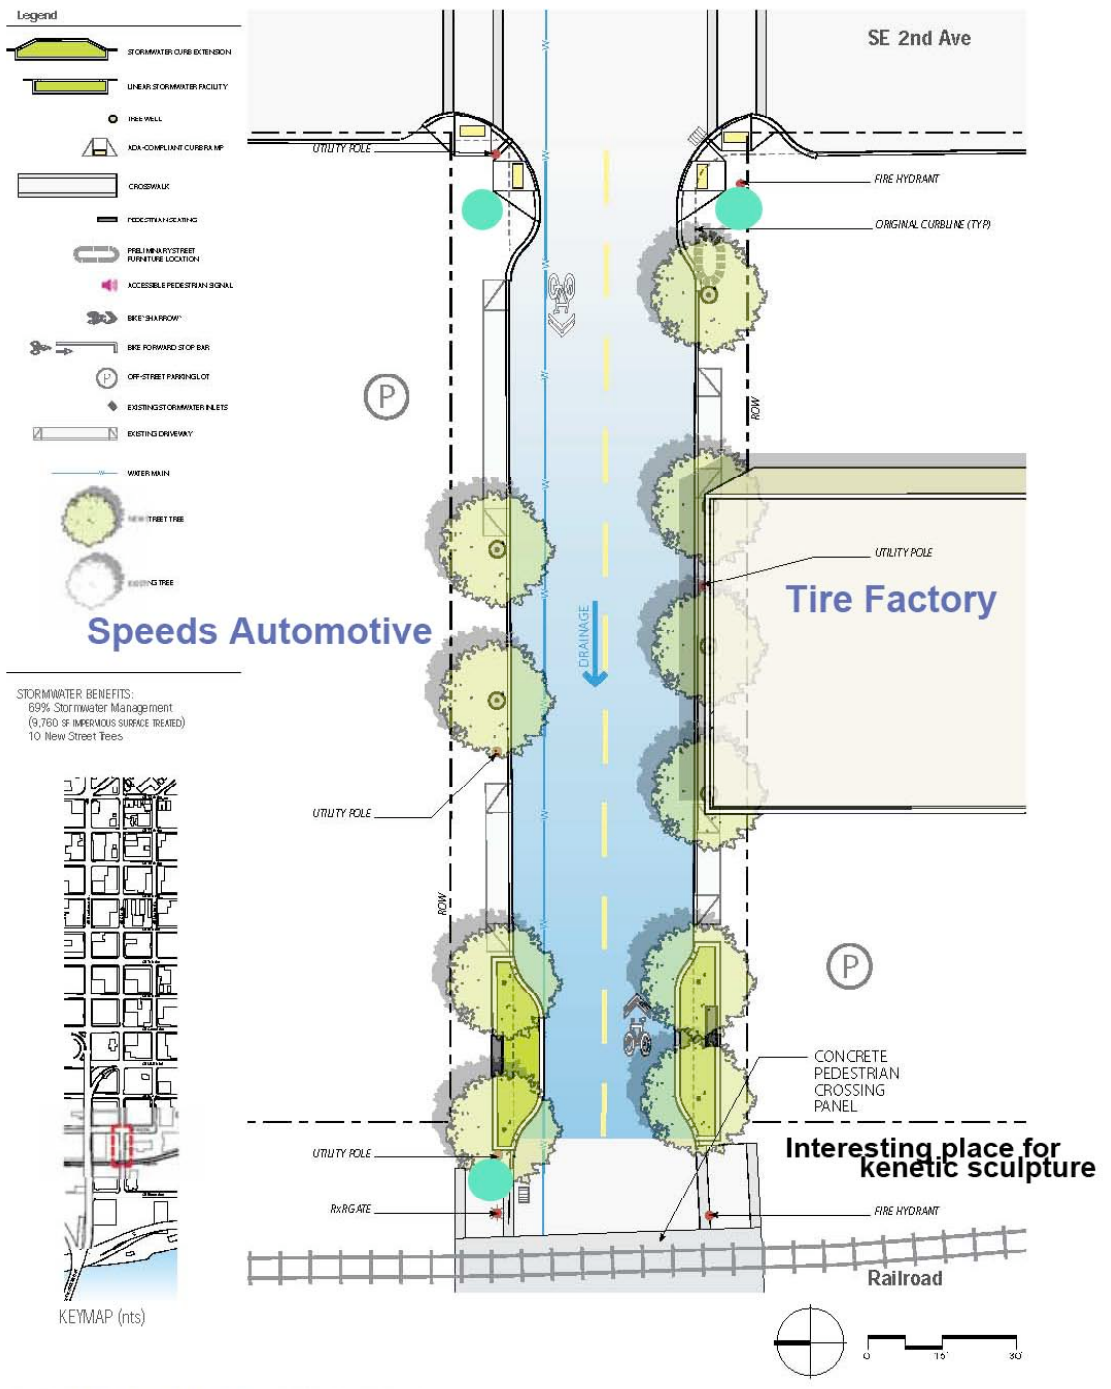 Legend
STORMWATER CURB EXTENSION
LINEAR STORMWATER FACILITY
TREE WELL
ADA-COMPLIANT CURB RAMP
CROSSWALK
PEDESTRIAN SEATING
PRELIMINARY STREET
FURNITURE LOCATION
ACCESSIBLE PEDESTRIAN SIGNAL
BIKE "SHARROW"
BIKE FORWARD STOP BAR
P
OFF-STREET PARKING LOT
EXISTING STORMWATER INLETS
EXISTING DRIVEWAY
WATER MAIN
NEW STREET TREE
EXISTING TREE
STORMWATER BENEFITS:
69% Stormwater Management
(9,760 SF IMPERVIOUS SURFACE TREATED)
10 New Street Trees
KEYMAP (nts)
SE 2nd Ave
UTILITY POLE
FIRE HYDRANT
ORIGINAL CURBLINE (TYP)
P
ROW
UTILITY POLE
Tire Factory
Speeds Automotive
DRAINAGE
UTILITY POLE
ROW
P
CONCRETE
PEDESTRIAN
CROSSING
PANEL
Interesting place for
kenetic sculpture
UTILITY POLE
RxR GATE
FIRE HYDRANT
Railroad
0 15' 30'